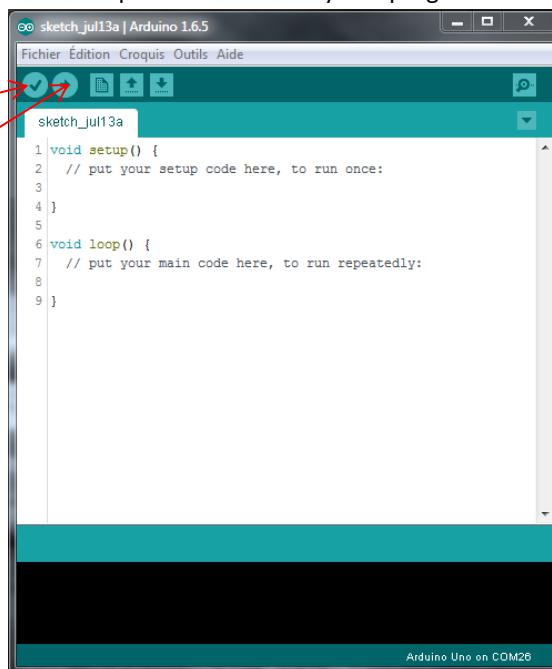 sketch_jul13a | Arduino 1.6.5
Fichier Édition Croquis Outils Aide
sketch_jul13a
1 void setup() {
2   // put your setup code here, to run once:
3
4 }
5
6 void loop() {
7   // put your main code here, to run repeatedly:
8
9 }
Arduino Uno on COM26